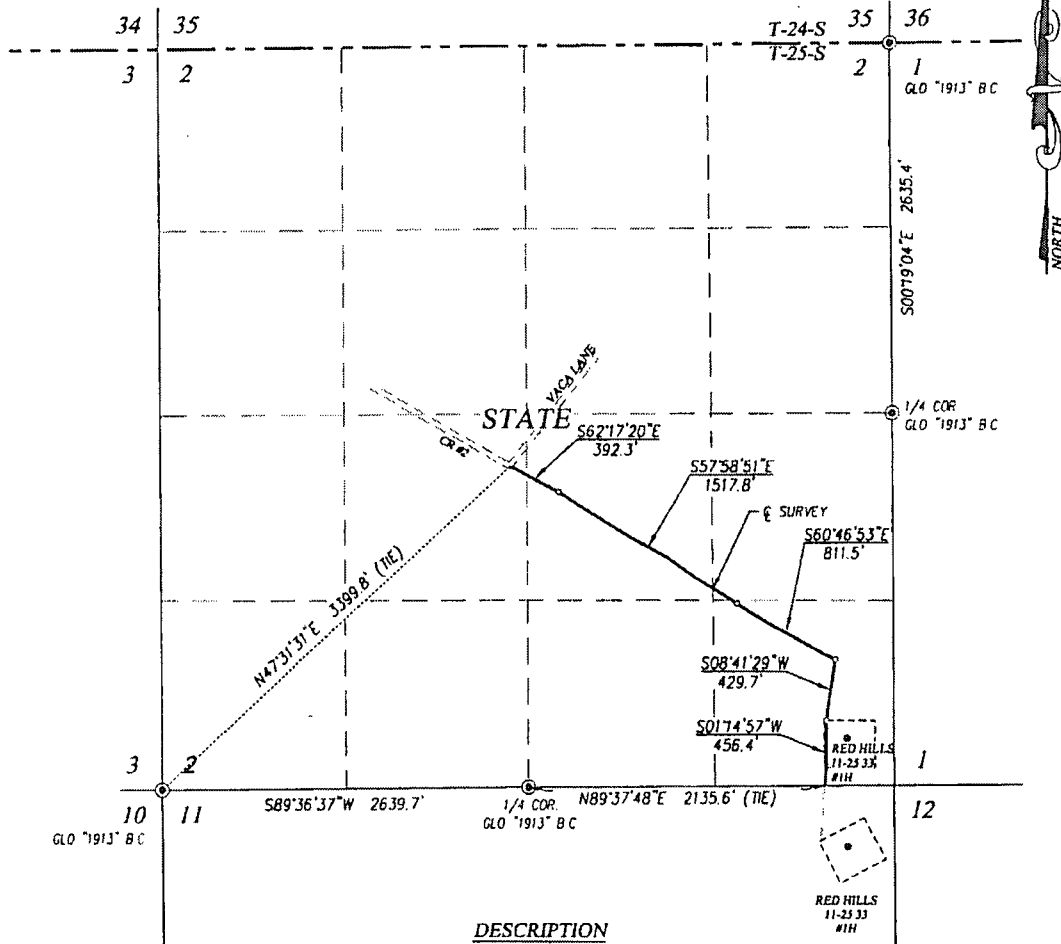 34 35
35 36
T-24-S
T-25-S
3 2
2 1
GLO "1913" B C
S00°19'04"E 2635.4'
NORTH
1/4 COR
GLO "1913" B C
VACA LANE
STATE
CR #2
S62°17'20"E
392.3'
S57°58'51"E
1517.8'
℄ SURVEY
S60°46'53"E
811.5'
N47°31'31"E 3399.8' (TIE)
S08°41'29"W
429.7'
S01°14'57"W
456.4'
RED HILLS
11-25 33
#1H
3 2
1
10 11
12
GLO "1913" B C
S89°36'37"W 2639.7'
1/4 COR.
GLO "1913" B C
N89°37'48"E 2135.6' (TIE)
RED HILLS
11-25 33
#1H
DESCRIPTION